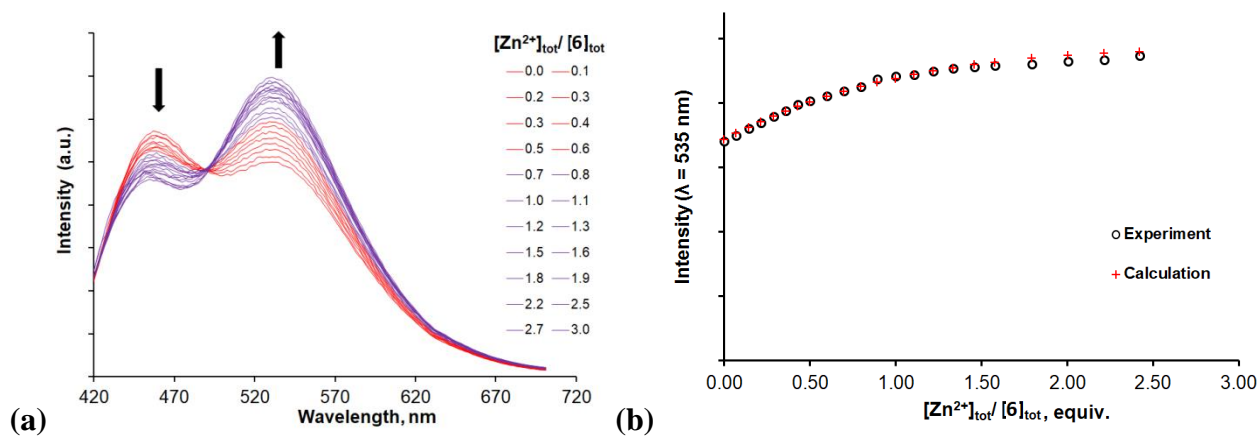 [Zn²⁺]tot/ [6]tot
0.0 0.1
0.2 0.3
0.3 0.4
0.5 0.6
0.7 0.8
1.0 1.1
1.2 1.3
1.5 1.6
1.8 1.9
2.2 2.5
2.7 3.0
Intensity (a.u.)
420 470 520 570 620 670 720
Wavelength, nm
(a)
Intensity (λ = 535 nm)
Experiment
Calculation
0.00 0.50 1.00 1.50 2.00 2.50 3.00
[Zn²⁺]tot/ [6]tot, equiv.
(b)